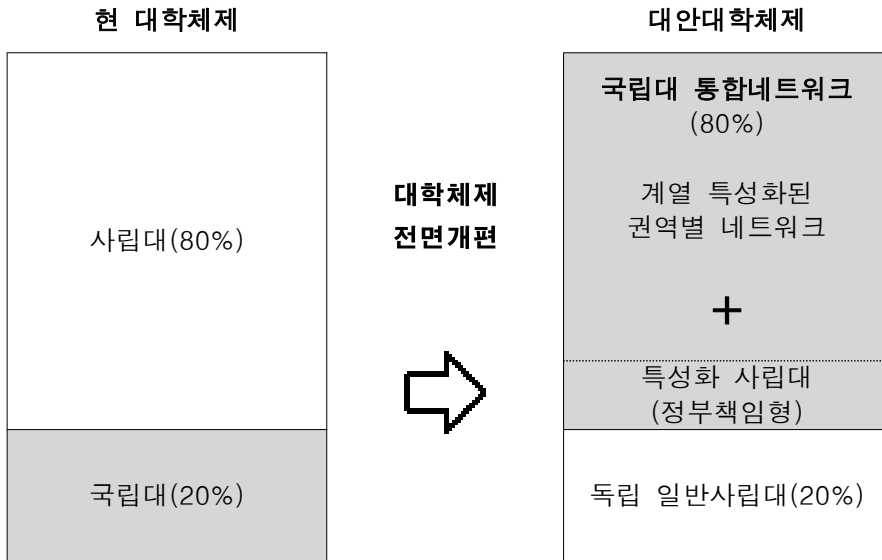 현 대학체제
사립대(80%)
국립대(20%)
대학체제
전면개편
대안대학체제
국립대 통합네트워크
(80%)
계열 특성화된
권역별 네트워크
+
특성화 사립대
(정부책임형)
독립 일반사립대(20%)